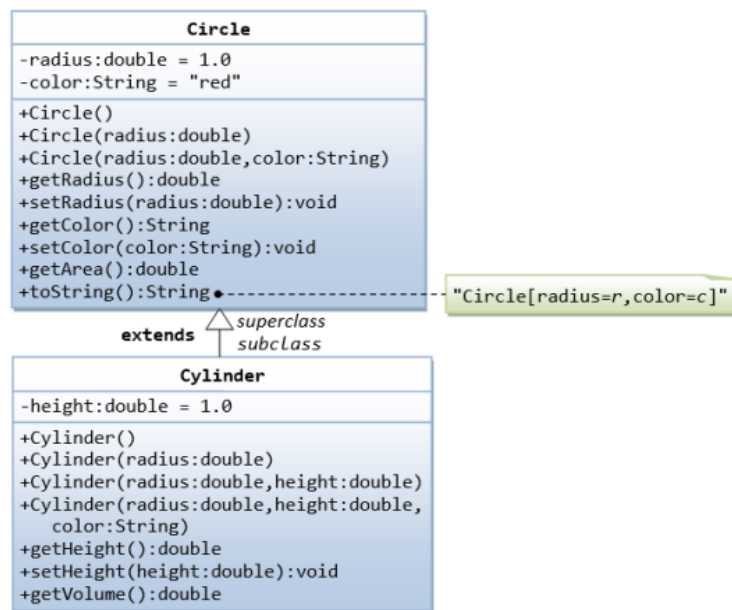 Circle
-radius:double = 1.0
-color:String = "red"
+Circle()
+Circle(radius:double)
+Circle(radius:double,color:String)
+getRadius():double
+setRadius(radius:double):void
+getColor():String
+setColor(color:String):void
+getArea():double
+toString():String
"Circle[radius=r,color=c]"
superclass
extends
subclass
Cylinder
-height:double = 1.0
+Cylinder()
+Cylinder(radius:double)
+Cylinder(radius:double,height:double)
+Cylinder(radius:double,height:double,
color:String)
+getHeight():double
+setHeight(height:double):void
+getVolume():double